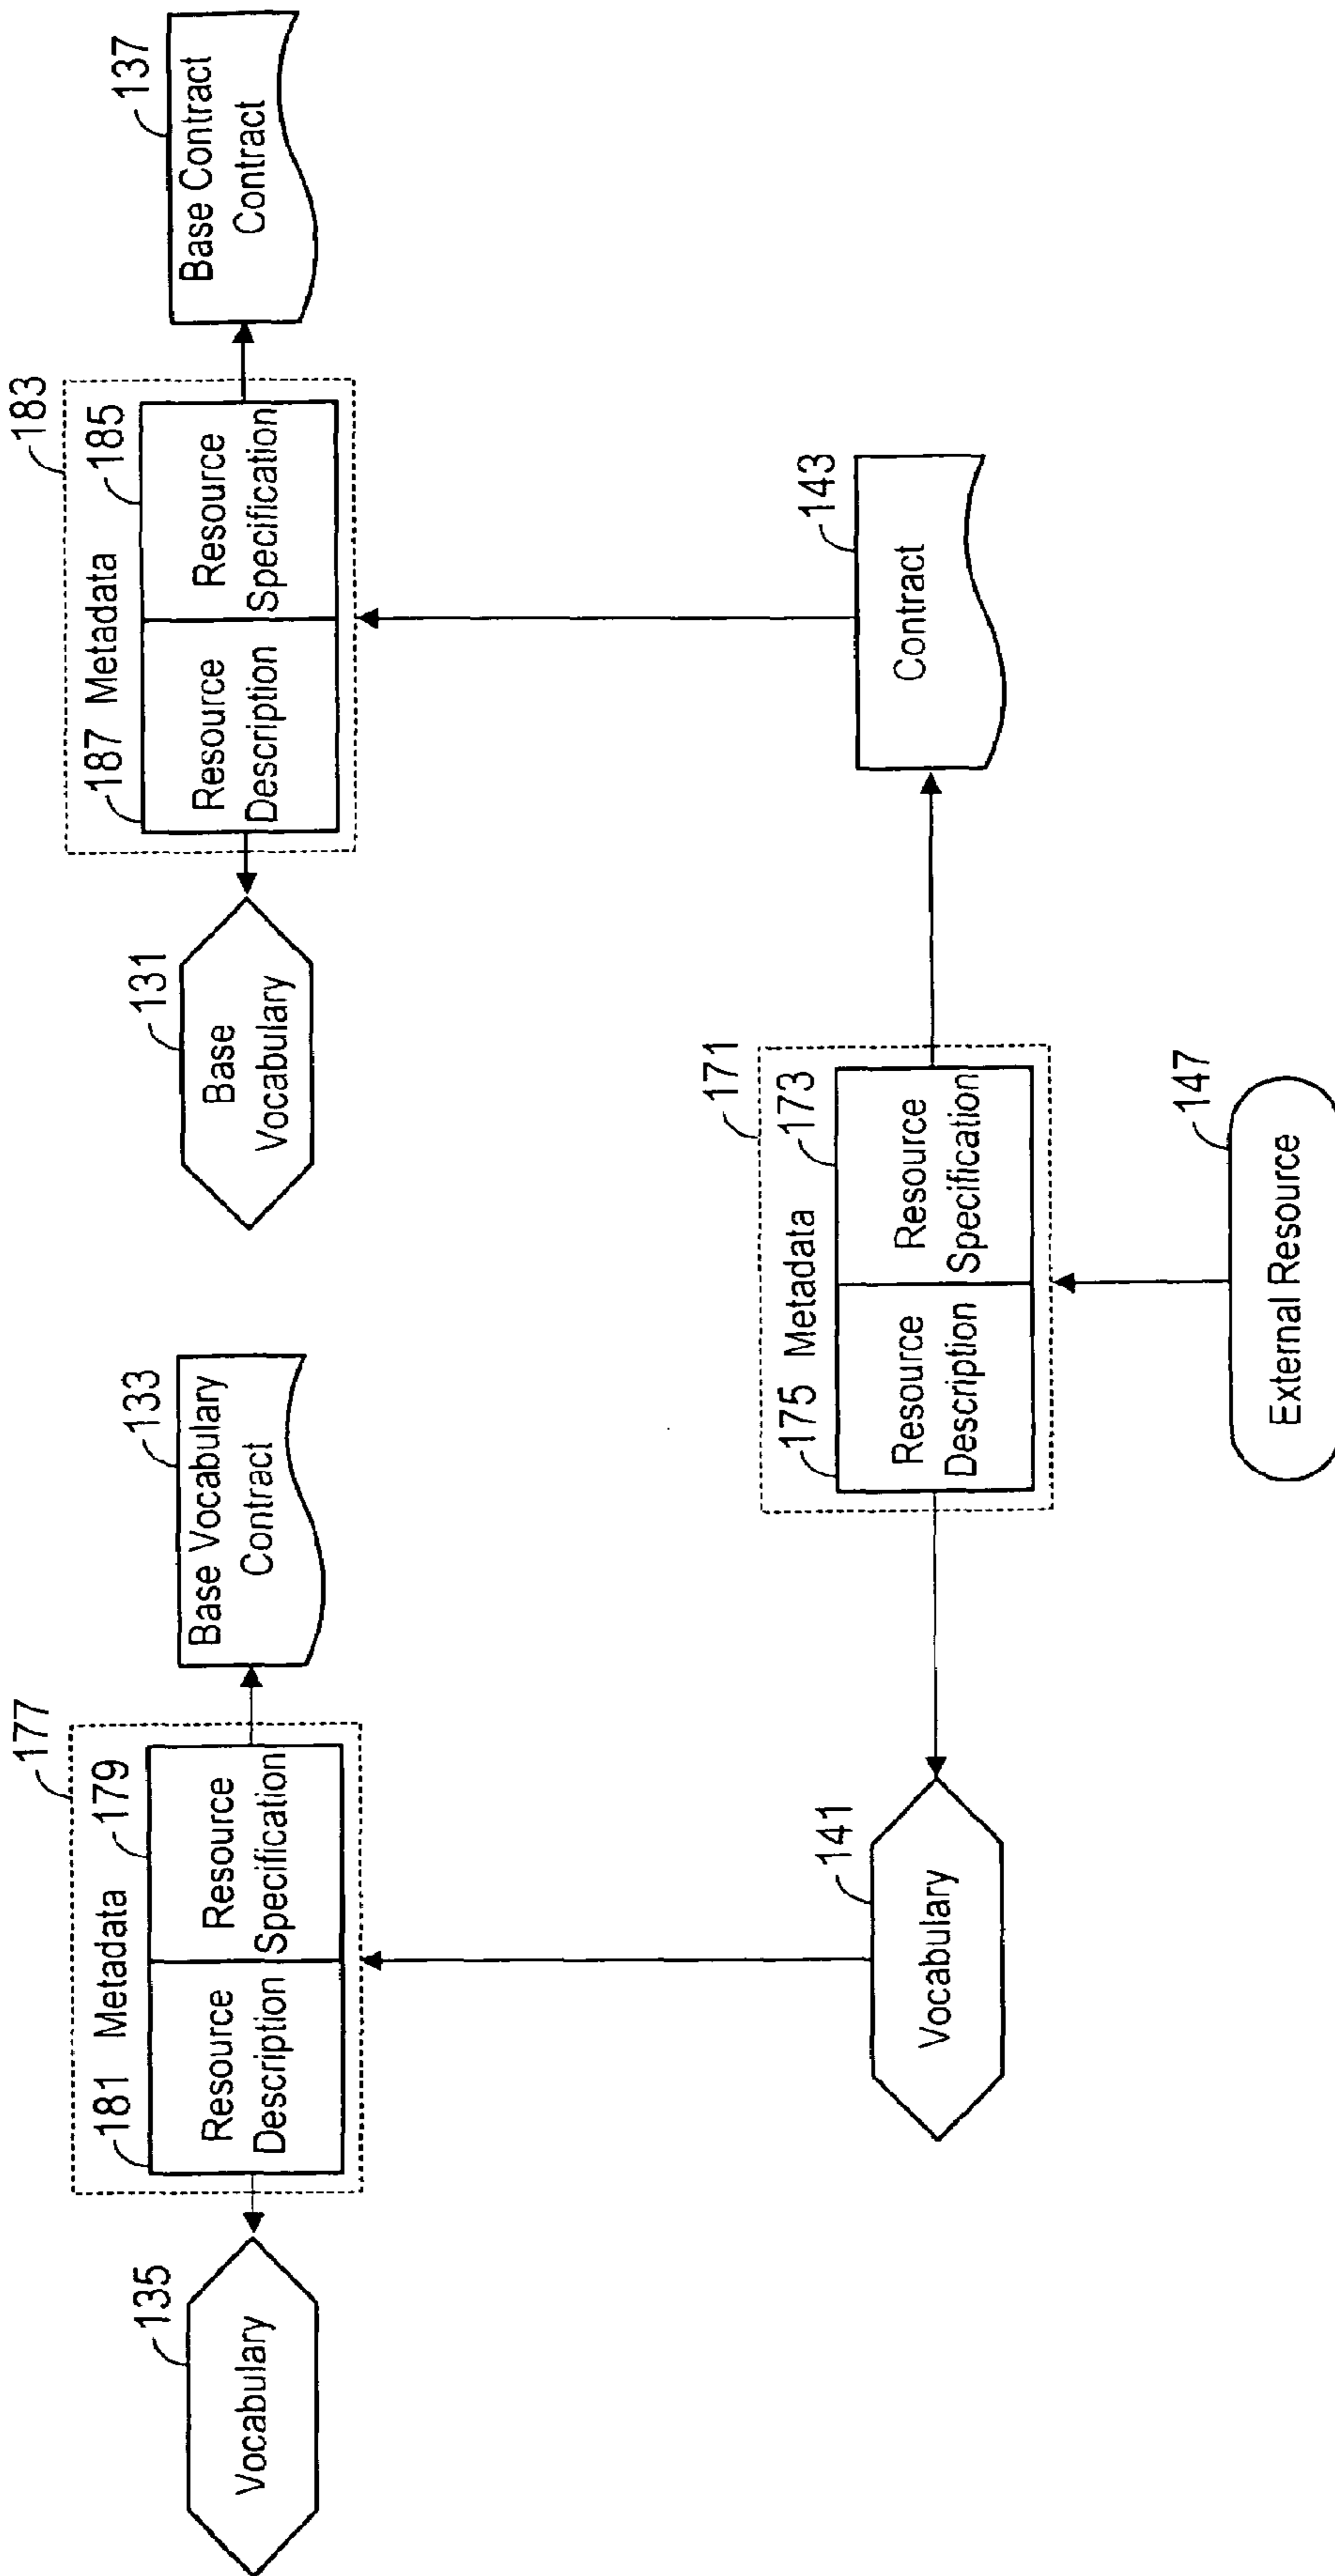 177
183
181 Metadata 179
187 Metadata 185
135
Vocabulary
Resource
Description
Resource
Specification
133
Base Vocabulary
Contract
131
Base
Vocabulary
Resource
Description
Resource
Specification
137
Base Contract
Contract
171
141
Vocabulary
175 Metadata 173
Resource
Description
Resource
Specification
143
Contract
147
External Resource